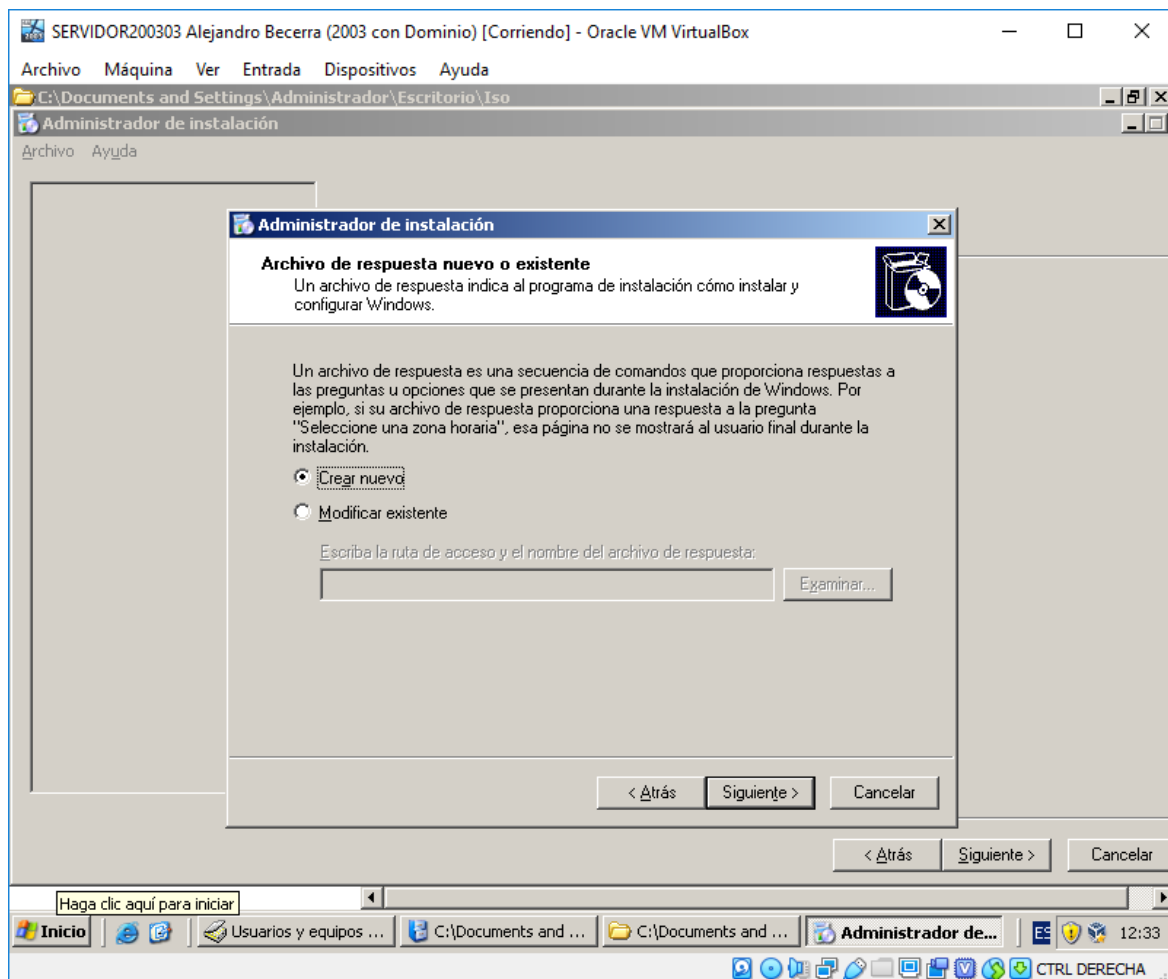 SERVIDOR200303 Alejandro Becerra (2003 con Dominio) [Corriendo] - Oracle VM VirtualBox
Archivo Máquina Ver Entrada Dispositivos Ayuda
C:\Documents and Settings\Administrador\Escritorio\Iso
Administrador de instalación
Archivo Ayuda
Administrador de instalación
Archivo de respuesta nuevo o existente
Un archivo de respuesta indica al programa de instalación cómo instalar y
configurar Windows.
Un archivo de respuesta es una secuencia de comandos que proporciona respuestas a
las preguntas u opciones que se presentan durante la instalación de Windows. Por
ejemplo, si su archivo de respuesta proporciona una respuesta a la pregunta
"Seleccione una zona horaria", esa página no se mostrará al usuario final durante la
instalación.
Crear nuevo
Modificar existente
Escriba la ruta de acceso y el nombre del archivo de respuesta:
Examinar...
< Atrás Siguiente > Cancelar
< Atrás Siguiente > Cancelar
Haga clic aquí para iniciar
Inicio Usuarios y equipos ... C:\Documents and ... C:\Documents and ... Administrador de... ES 12:33
CTRL DERECHA